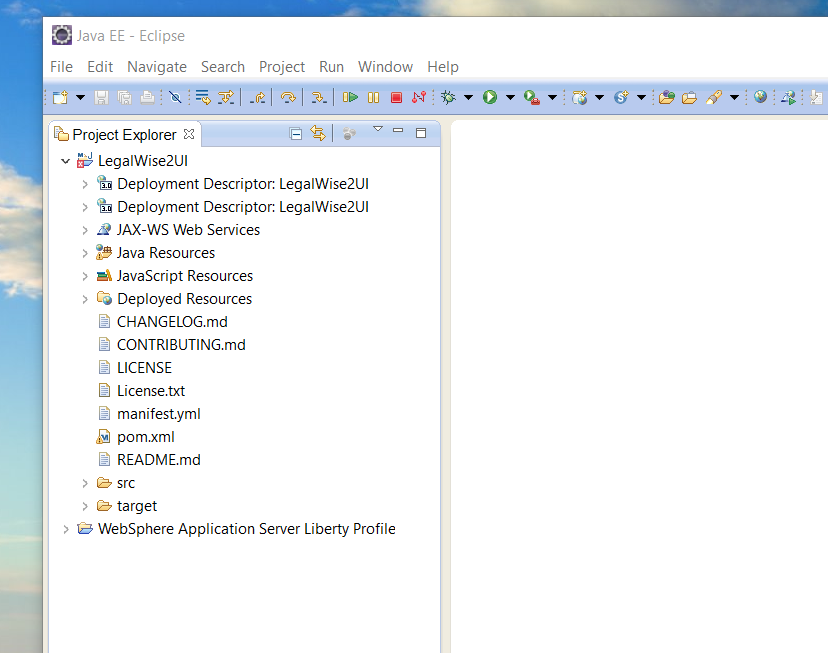 Java EE - Eclipse
File Edit Navigate Search Project Run Window Help
Project Explorer
LegalWise2UI
Deployment Descriptor: LegalWise2UI
Deployment Descriptor: LegalWise2UI
JAX-WS Web Services
Java Resources
JavaScript Resources
Deployed Resources
CHANGELOG.md
CONTRIBUTING.md
LICENSE
License.txt
manifest.yml
pom.xml
README.md
src
target
WebSphere Application Server Liberty Profile